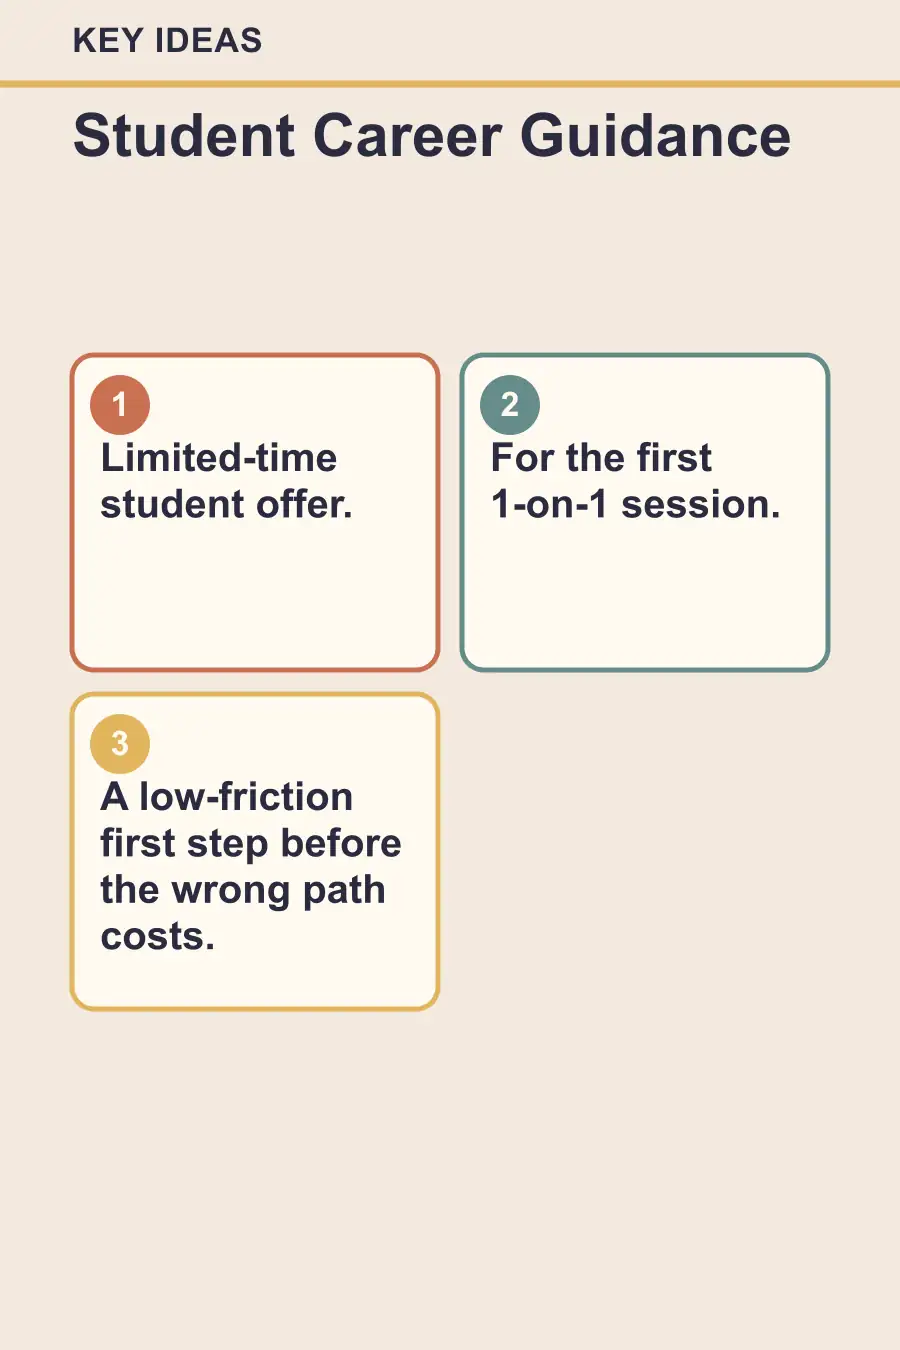 KEY IDEAS
Student Career Guidance
1
Limited-time
student offer.
2
For the first
1-on-1 session.
3
A low-friction
first step before
the wrong path
costs.